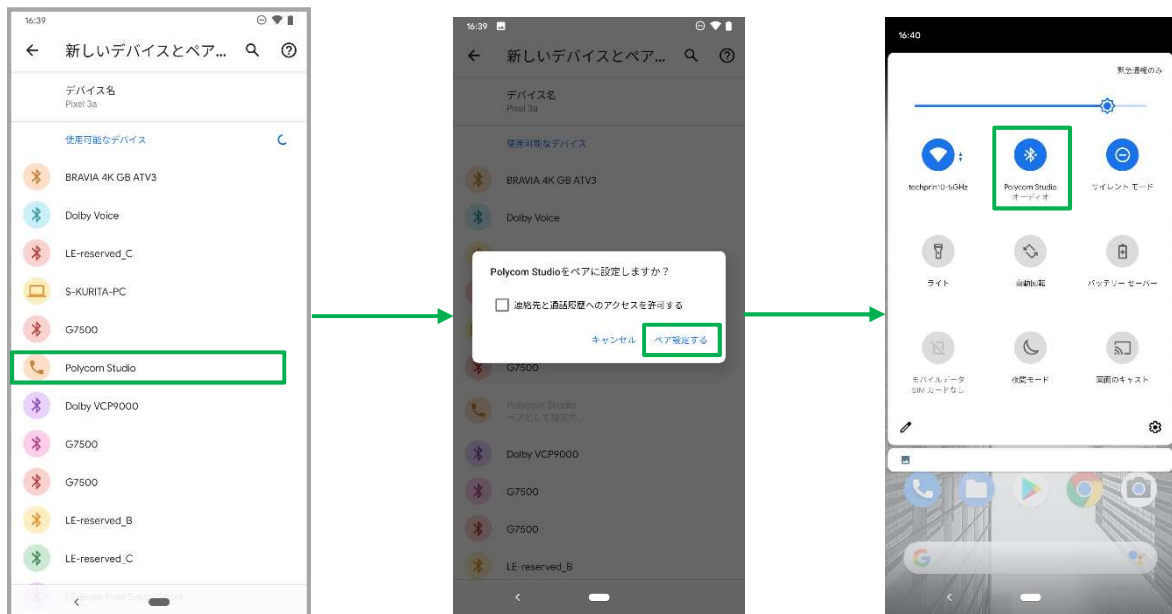 16:39
新しいデバイスとペア...
デバイス名
Pixel 3a
使用可能なデバイス
BRAVIA 4K GB ATV3
Dolby Voice
LE-reserved_C
S-KURITA-PC
G7500
Polycom Studio
Dolby VCP9000
G7500
G7500
LE-reserved_B
LE-reserved_C
16:39
新しいデバイスとペア...
デバイス名
Pixel 3a
使用可能なデバイス
BRAVIA 4K GB ATV3
Dolby Voice
Polycom Studioをペアに設定しますか?
連絡先と通話履歴へのアクセスを許可する
キャンセル ペア設定する
G7500
Polycom Studio
ペアとして設定中...
Dolby VCP9000
G7500
G7500
LE-reserved_B
16:40
緊急通報のみ
techprint0-5GHz
Polycom Studio
オーディオ
サイレント モード
ライト
自動回転
バッテリー セーバー
モバイルデータ
SIM カードなし
夜間モード
画面のキャスト